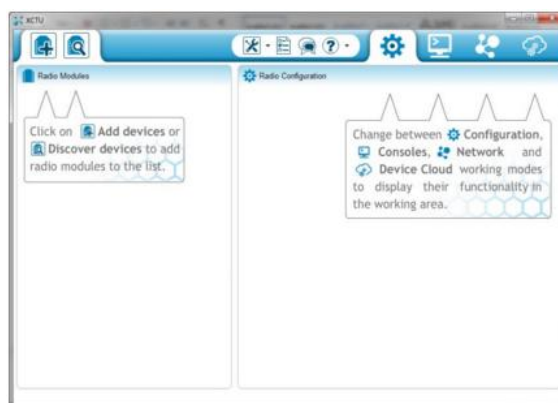 XCTU
Radio Modules
Radio Configuration
Click on Add devices or
Discover devices to add
radio modules to the list.
Change between Configuration,
Consoles, Network and
Device Cloud working modes
to display their functionality in
the working area.